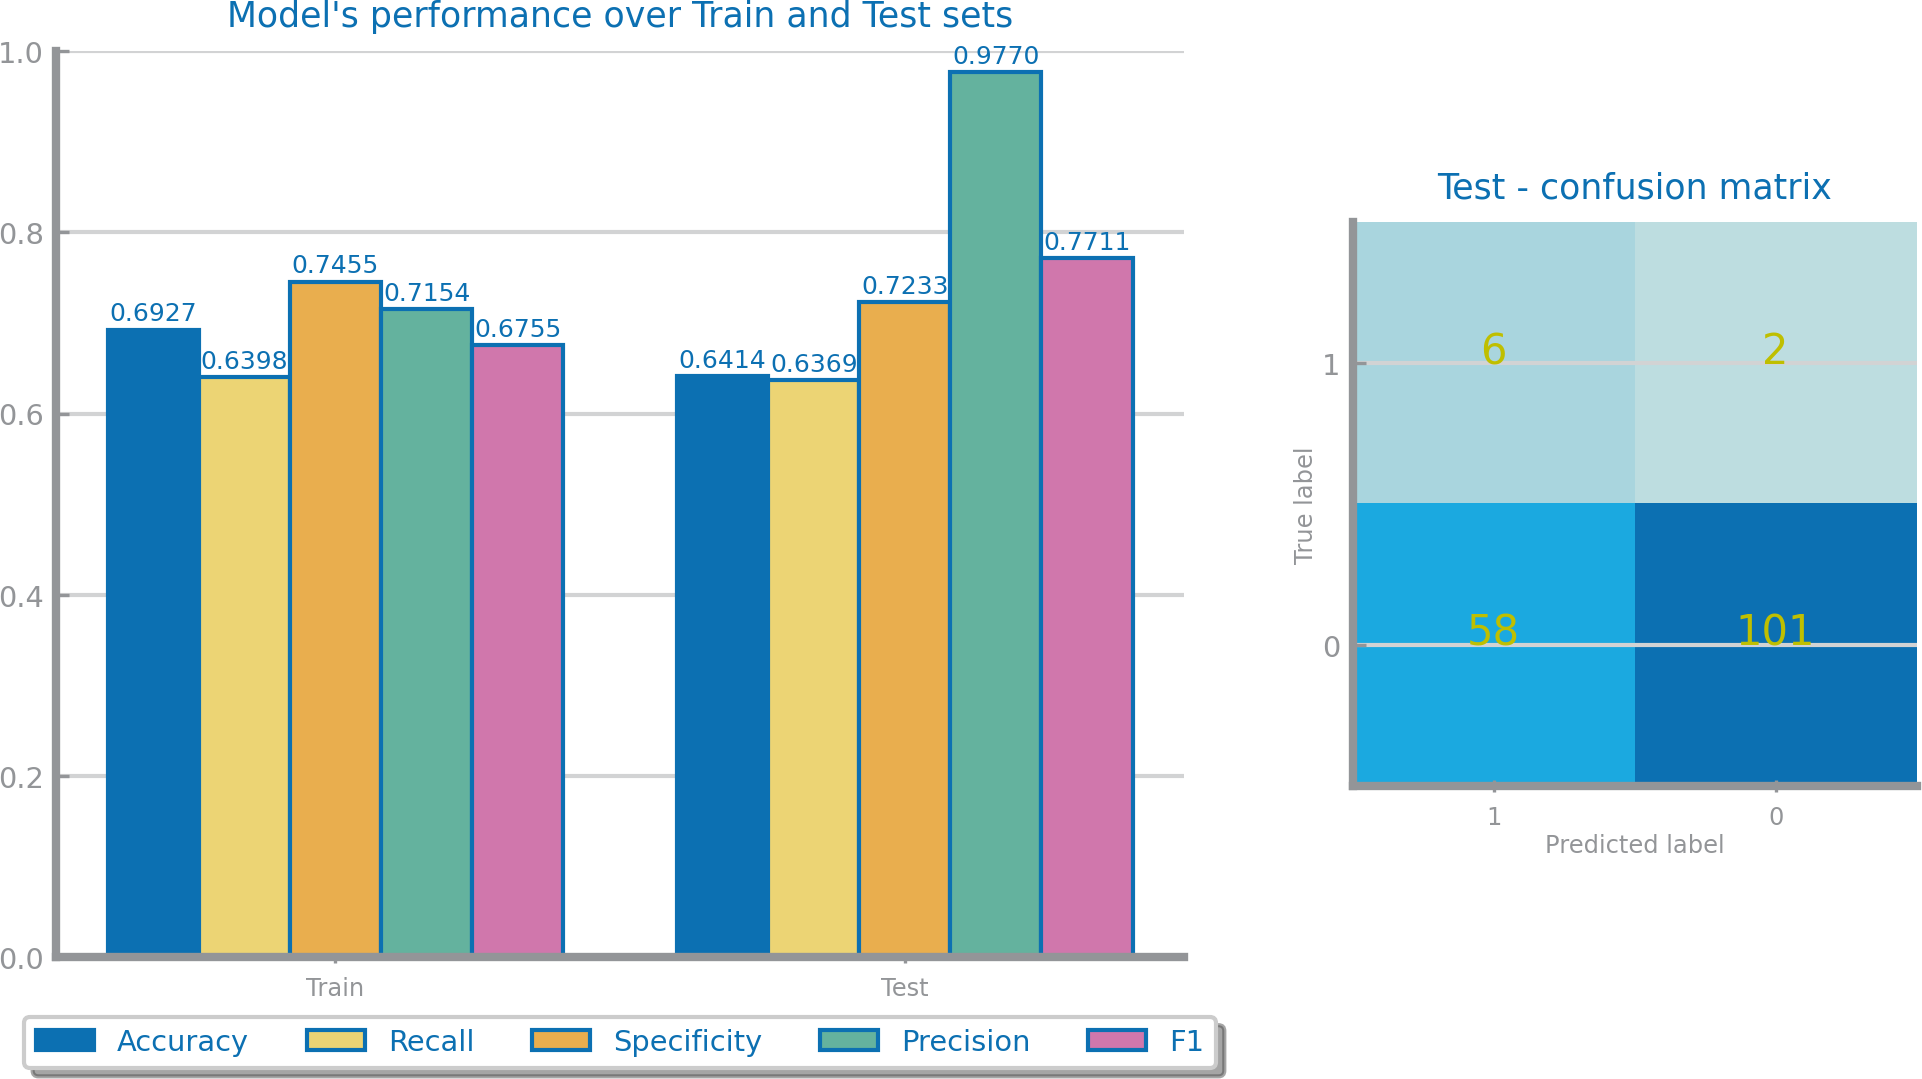 Model's performance over Train and Test sets
1.0
0.8
0.6
0.4
0.2
0.0
0.6927
0.6398
0.7455
0.7154
0.6755
0.6414
0.6369
0.7233
0.9770
0.7711
Train Test
Accuracy Recall Specificity Precision F1
Test - confusion matrix
True label
1 6 2
0 58 101
1 0
Predicted label